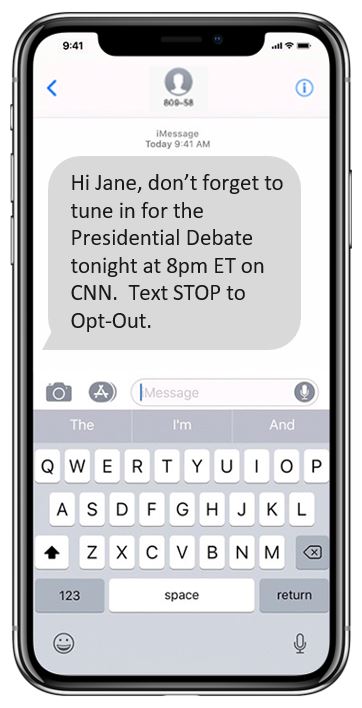 9:41
809-58
iMessage
Today 9:41 AM
Hi Jane, don’t forget to
tune in for the
Presidential Debate
tonight at 8pm ET on
CNN.  Text STOP to
Opt-Out.
iMessage
The I'm And
Q W E R T Y U I O P
A S D F G H J K L
Z X C V B N M
123 space return